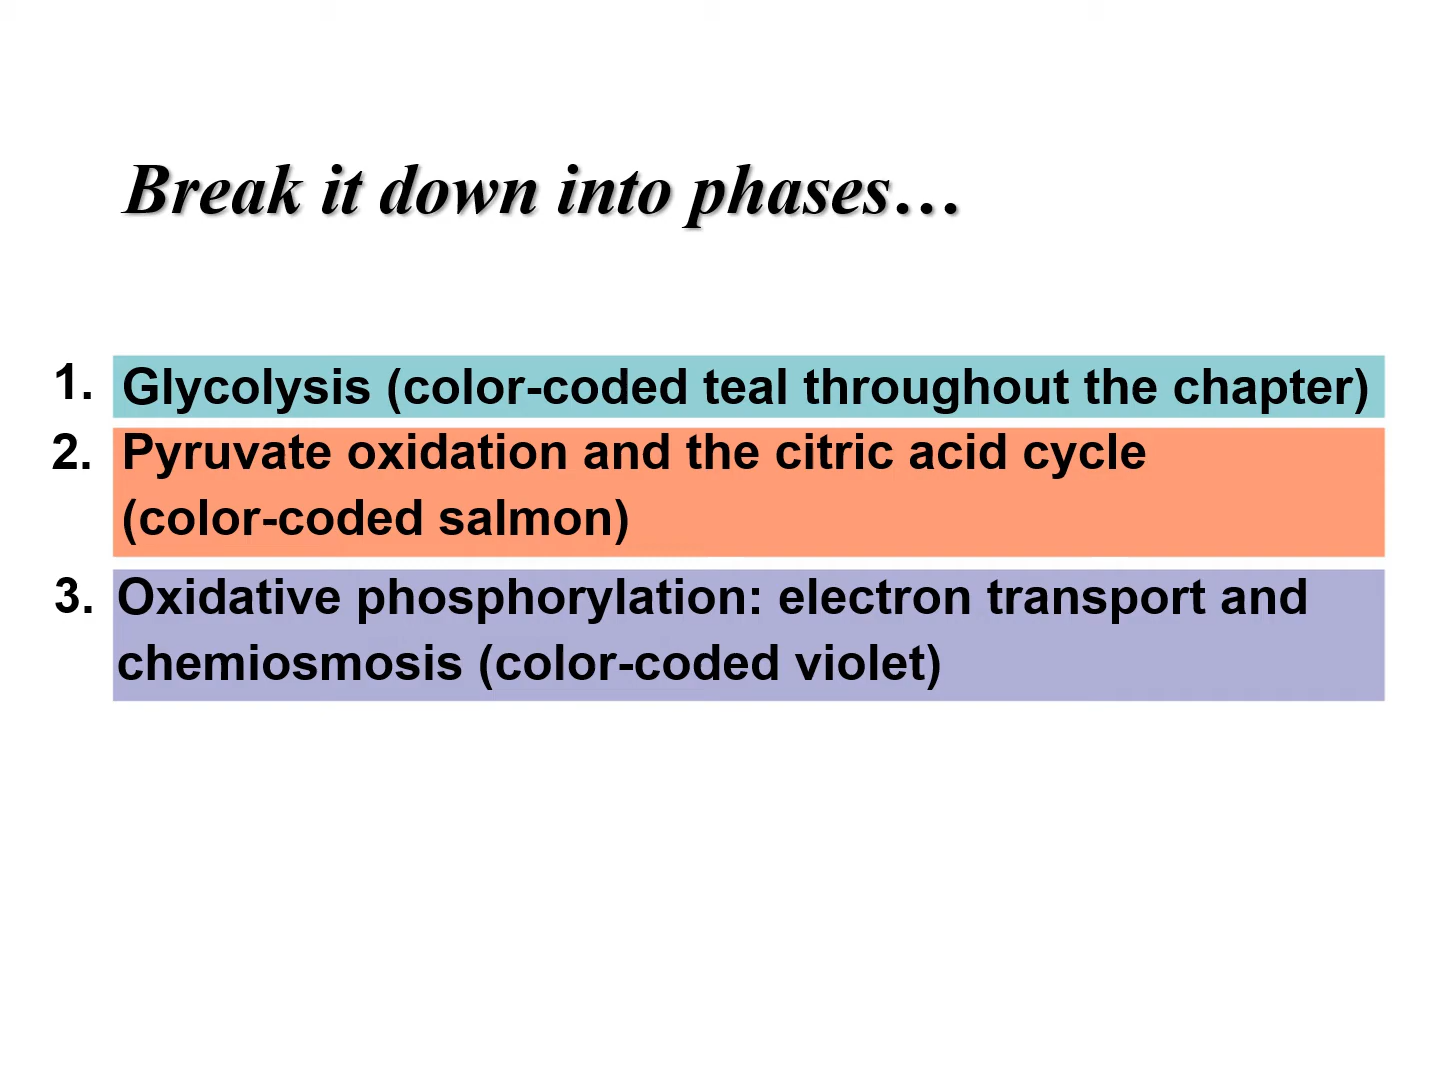 Break it down into phases…
1. Glycolysis (color-coded teal throughout the chapter)
2. Pyruvate oxidation and the citric acid cycle
(color-coded salmon)
3. Oxidative phosphorylation: electron transport and
chemiosmosis (color-coded violet)